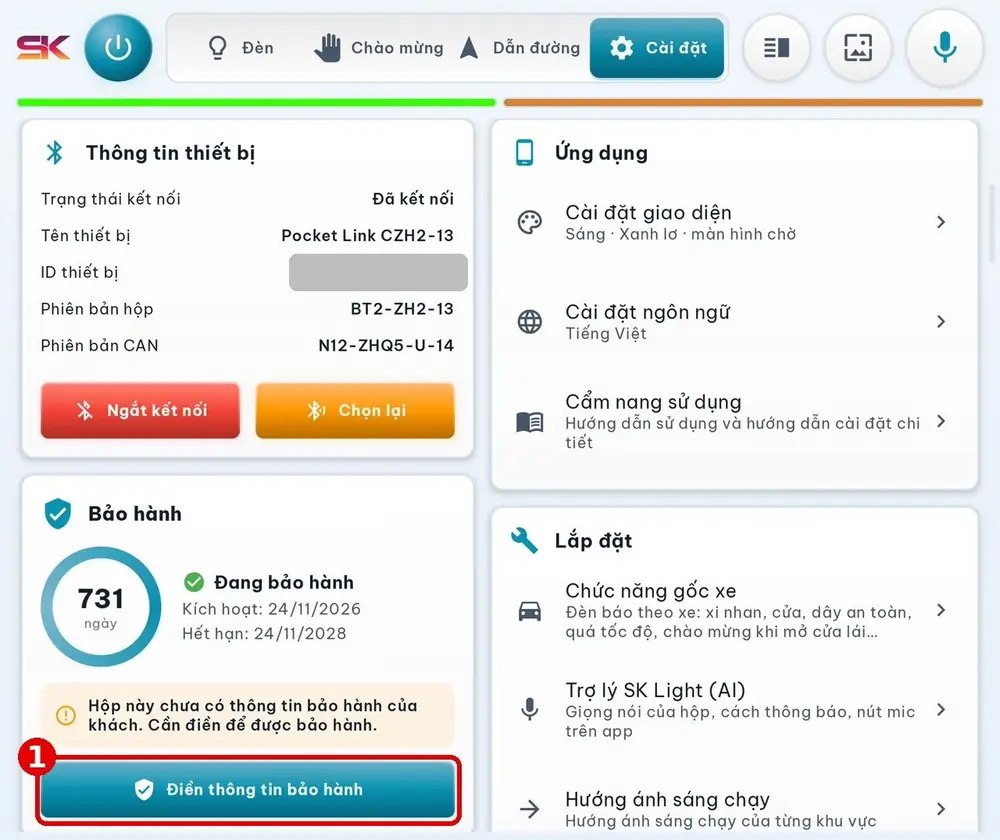 SK
Đèn
Chào mừng
Dẫn đường
Cài đặt
Thông tin thiết bị
Trạng thái kết nối
Đã kết nối
Tên thiết bị
Pocket Link CZH2-13
ID thiết bị
Phiên bản hộp
BT2-ZH2-13
Phiên bản CAN
N12-ZHQ5-U-14
Ngắt kết nối
Chọn lại
Bảo hành
731
ngày
Đang bảo hành
Kích hoạt: 24/11/2026
Hết hạn: 24/11/2028
Hộp này chưa có thông tin bảo hành của
khách. Cần điền để được bảo hành.
1
Điền thông tin bảo hành
Ứng dụng
Cài đặt giao diện
Sáng · Xanh lơ · màn hình chờ
Cài đặt ngôn ngữ
Tiếng Việt
Cẩm nang sử dụng
Hướng dẫn sử dụng và hướng dẫn cài đặt chi
tiết
Lắp đặt
Chức năng gốc xe
Đèn báo theo xe: xi nhan, cửa, dây an toàn,
quá tốc độ, chào mừng khi mở cửa lái...
Trợ lý SK Light (AI)
Giọng nói của hộp, cách thông báo, nút mic
trên app
Hướng ánh sáng chạy
Hướng ánh sáng chạy của từng khu vực